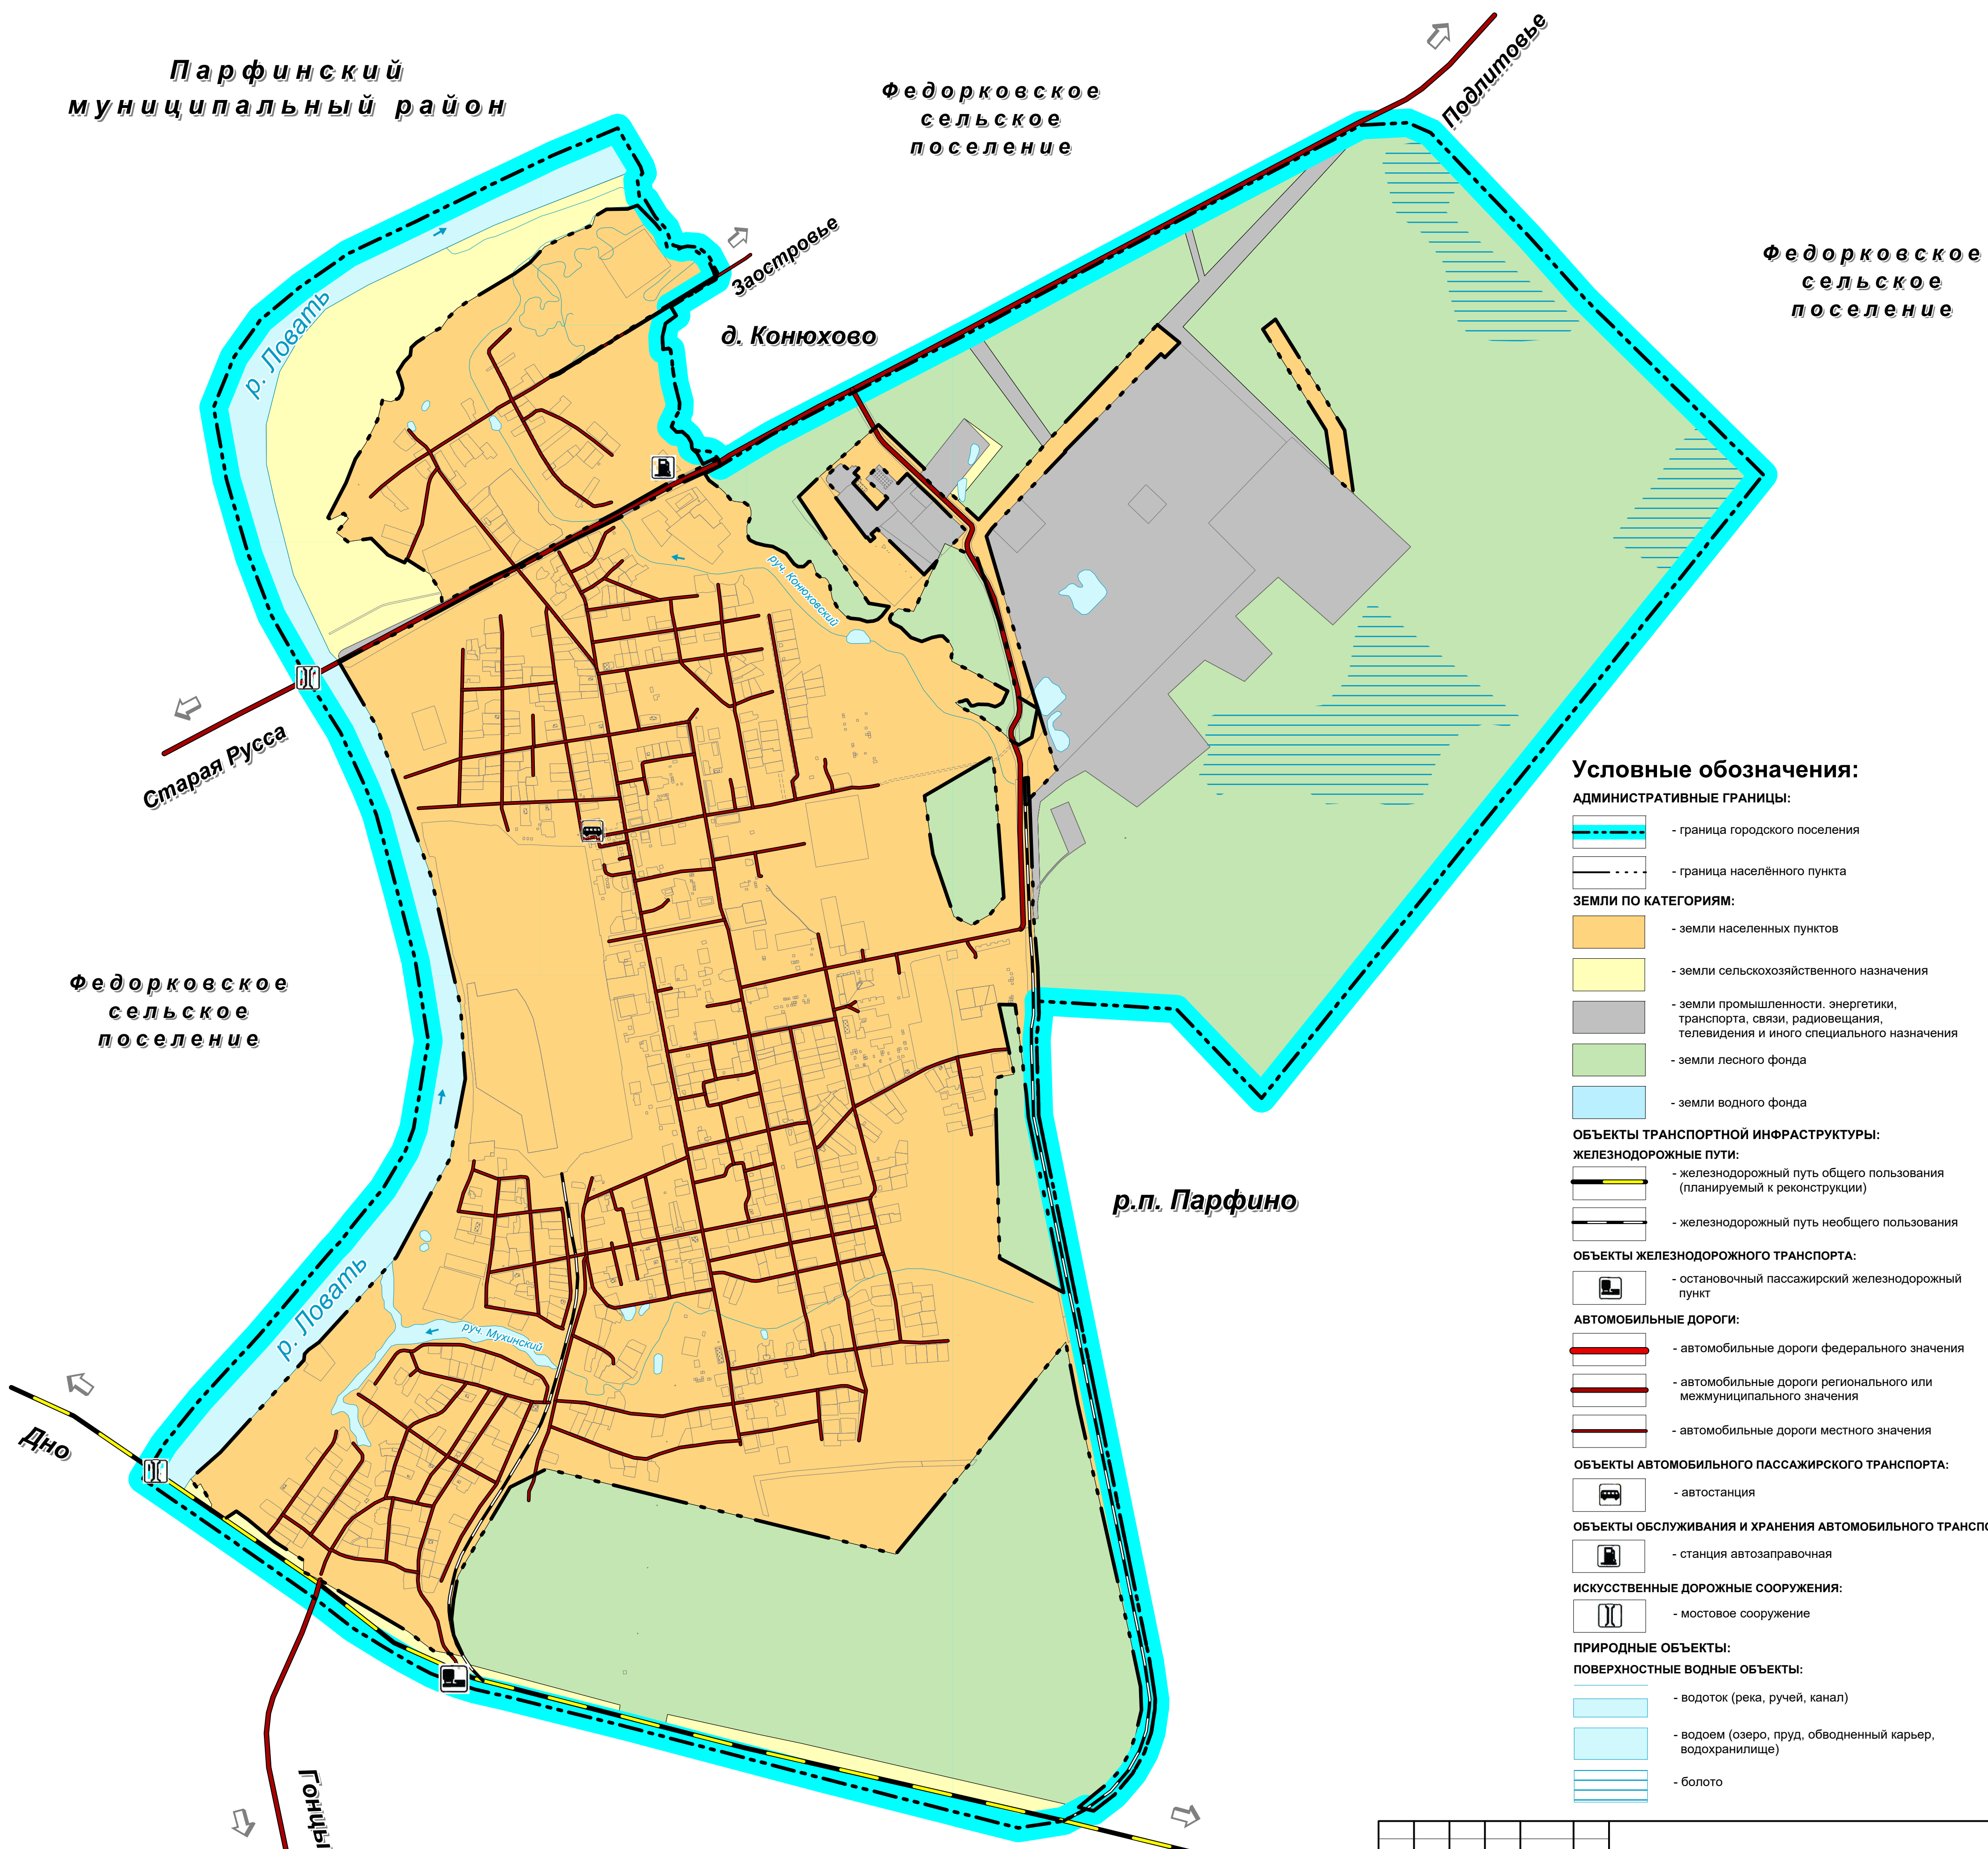 Парфинский
муниципальный район
Федорковское
сельское
поселение
Подлитовье
Федорковское
сельское
поселение
Заостровье
д. Конюхово
р. Ловать
руч. Конюховский
Старая Русса
Федорковское
сельское
поселение
р.п. Парфино
р. Ловать
руч. Мухинский
Дно
Гонцы
Условные обозначения:
АДМИНИСТРАТИВНЫЕ ГРАНИЦЫ:
- граница городского поселения
- граница населённого пункта
ЗЕМЛИ ПО КАТЕГОРИЯМ:
- земли населенных пунктов
- земли сельскохозяйственного назначения
- земли промышленности. энергетики,
транспорта, связи, радиовещания,
телевидения и иного специального назначения
- земли лесного фонда
- земли водного фонда
ОБЪЕКТЫ ТРАНСПОРТНОЙ ИНФРАСТРУКТУРЫ:
ЖЕЛЕЗНОДОРОЖНЫЕ ПУТИ:
- железнодорожный путь общего пользования
(планируемый к реконструкции)
- железнодорожный путь необщего пользования
ОБЪЕКТЫ ЖЕЛЕЗНОДОРОЖНОГО ТРАНСПОРТА:
- остановочный пассажирский железнодорожный
пункт
АВТОМОБИЛЬНЫЕ ДОРОГИ:
- автомобильные дороги федерального значения
- автомобильные дороги регионального или
межмуниципального значения
- автомобильные дороги местного значения
ОБЪЕКТЫ АВТОМОБИЛЬНОГО ПАССАЖИРСКОГО ТРАНСПОРТА:
- автостанция
ОБЪЕКТЫ ОБСЛУЖИВАНИЯ И ХРАНЕНИЯ АВТОМОБИЛЬНОГО ТРАНСПО
- станция автозаправочная
ИСКУССТВЕННЫЕ ДОРОЖНЫЕ СООРУЖЕНИЯ:
- мостовое сооружение
ПРИРОДНЫЕ ОБЪЕКТЫ:
ПОВЕРХНОСТНЫЕ ВОДНЫЕ ОБЪЕКТЫ:
- водоток (река, ручей, канал)
- водоем (озеро, пруд, обводненный карьер,
водохранилище)
- болото